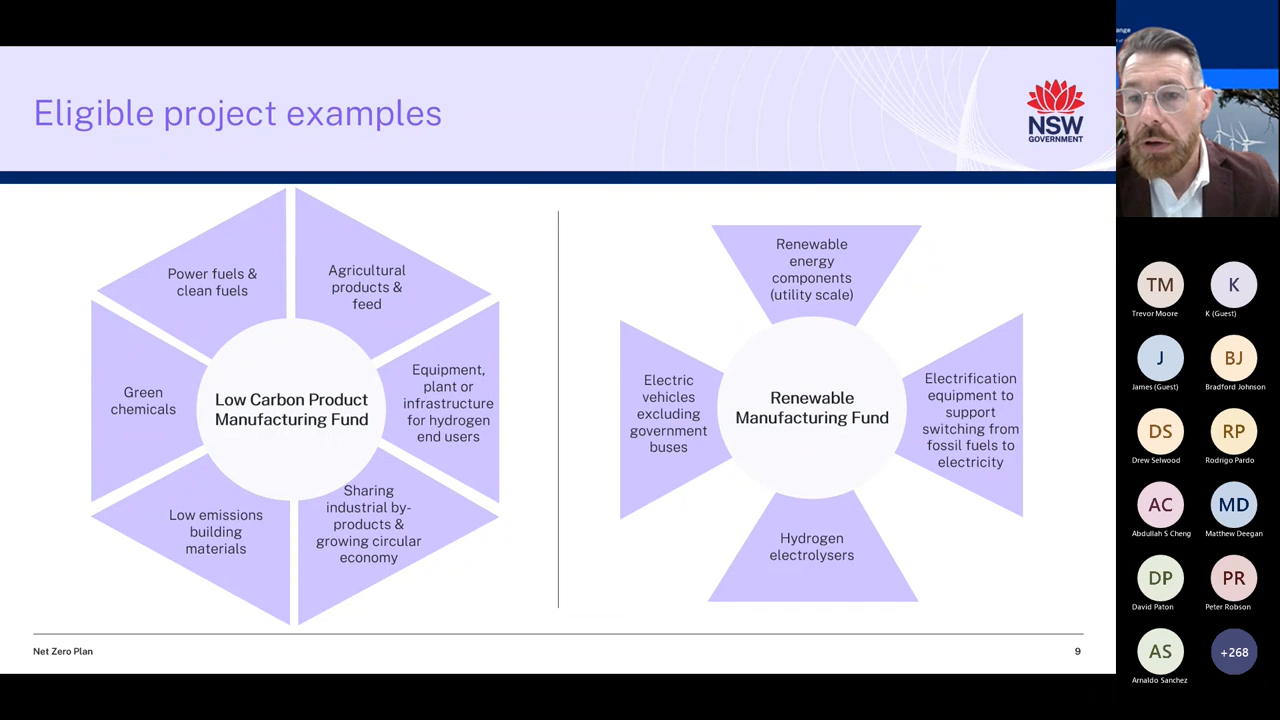 Eligible project examples
NSW
GOVERNMENT
Power fuels &
clean fuels
Agricultural
products &
feed
Green
chemicals
Low Carbon Product
Manufacturing Fund
Equipment,
plant or
infrastructure
for hydrogen
end users
Low emissions
building
materials
Sharing
industrial by-
products &
growing circular
economy
Renewable
energy
components
(utility scale)
Electric
vehicles
excluding
government
buses
Renewable
Manufacturing Fund
Electrification
equipment to
support
switching from
fossil fuels to
electricity
Hydrogen
electrolysers
Net Zero Plan
9
ange
TM
Trevor Moore
K
K (Guest)
J
James (Guest)
BJ
Bradford Johnson
DS
Drew Selwood
RP
Rodrigo Pardo
AC
Abdullah S Cheng
MD
Matthew Deegan
DP
David Paton
PR
Peter Robson
AS
Arnaldo Sanchez
+268